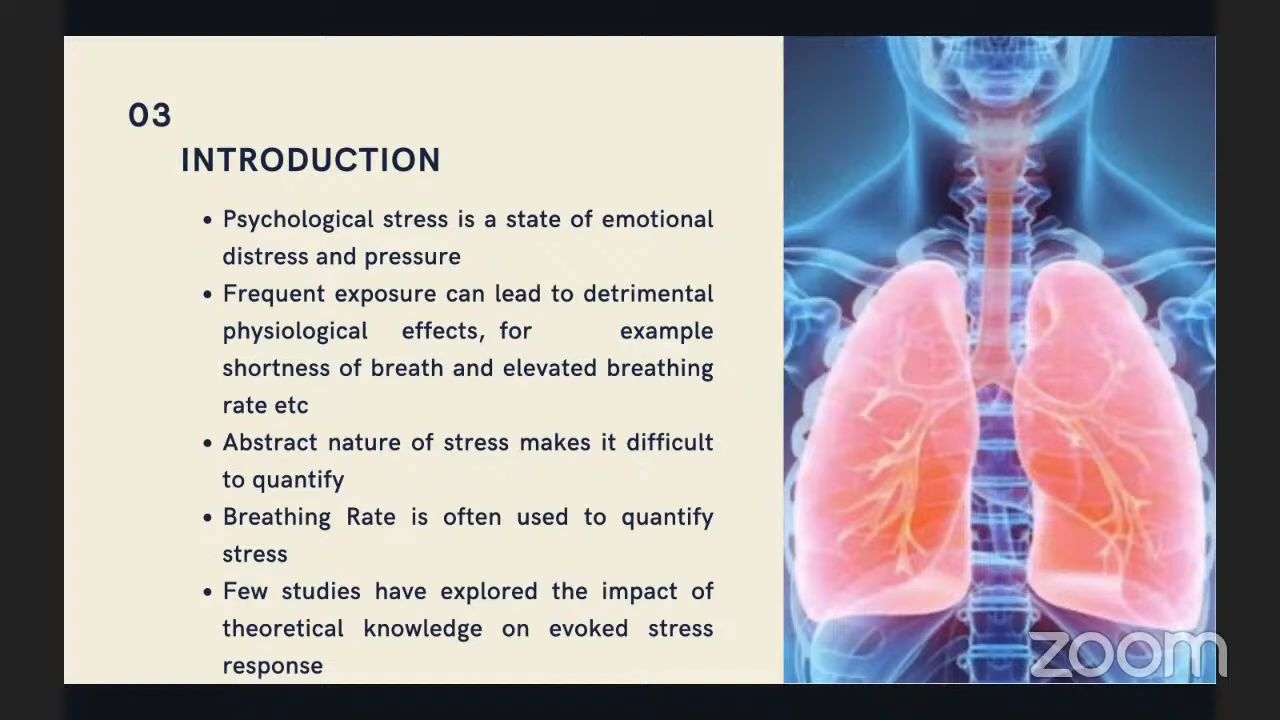 03
INTRODUCTION
• Psychological stress is a state of emotional
distress and pressure
• Frequent exposure can lead to detrimental
physiological effects, for example
shortness of breath and elevated breathing
rate etc
• Abstract nature of stress makes it difficult
to quantify
• Breathing Rate is often used to quantify
stress
• Few studies have explored the impact of
theoretical knowledge on evoked stress
response
zoom